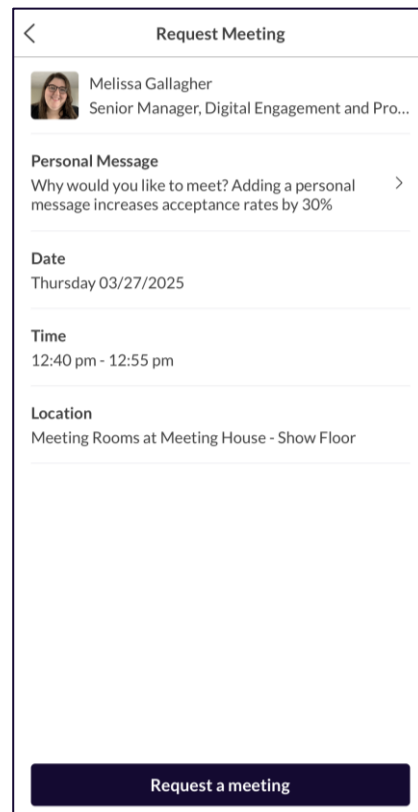 Request Meeting
Melissa Gallagher
Senior Manager, Digital Engagement and Pro...
Personal Message
Why would you like to meet? Adding a personal
message increases acceptance rates by 30%
Date
Thursday 03/27/2025
Time
12:40 pm - 12:55 pm
Location
Meeting Rooms at Meeting House - Show Floor
Request a meeting